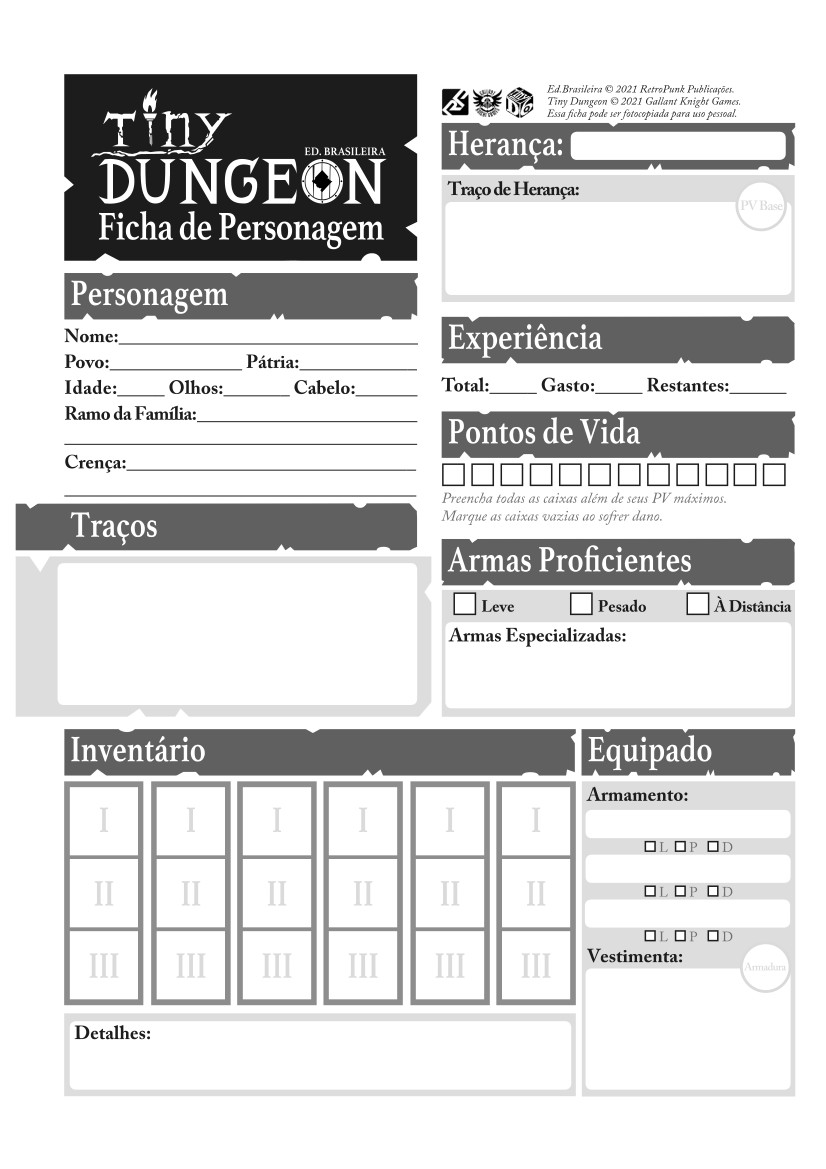 Tiny
ED. BRASILEIRA
DUNGEON
Ficha de Personagem
Ed.Brasileira © 2021 RetroPunk Publicações.
Tiny Dungeon © 2021 Gallant Knight Games.
Essa ficha pode ser fotocopiada para uso pessoal.
Herança:
Traço de Herança:
PV Base
Personagem
Nome:
Povo: Pátria:
Idade: Olhos: Cabelo:
Ramo da Família:
Crença:
Experiência
Total: Gasto: Restantes:
Pontos de Vida
Preencha todas as caixas além de seus PV máximos.
Marque as caixas vazias ao sofrer dano.
Traços
Armas Proficientes
Leve Pesado À Distância
Armas Especializadas:
Inventário
I I I I I I
II II II II II II
III III III III III III
Detalhes:
Equipado
Armamento:
L P D
L P D
L P D
Vestimenta:
Armadura